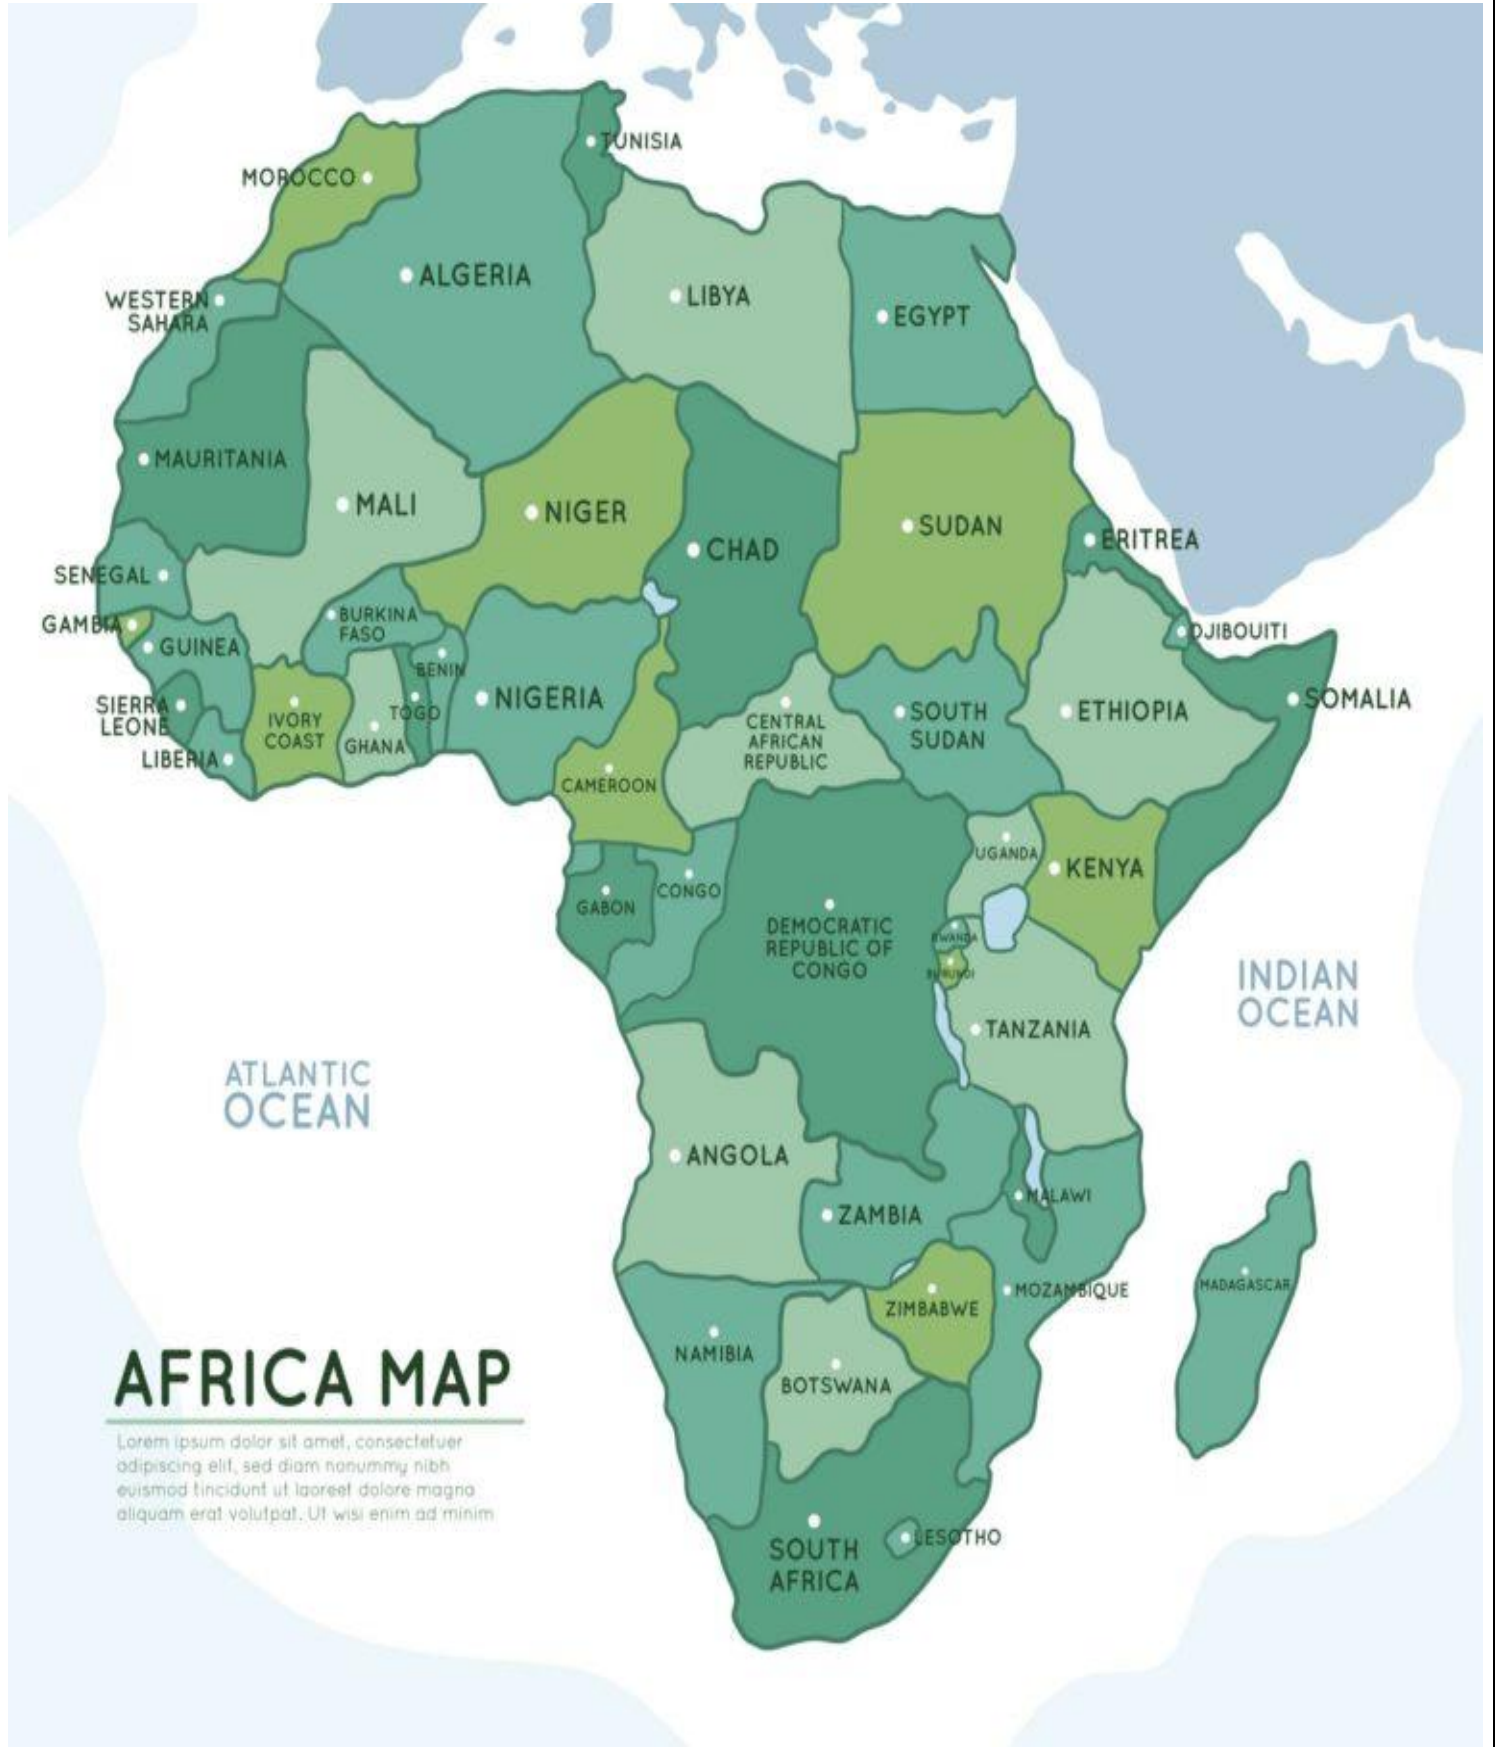 TUNISIA
MOROCCO
ALGERIA
WESTERN
SAHARA
LIBYA
EGYPT
MAURITANIA
MALI
NIGER
CHAD
SUDAN
ERITREA
SENEGAL
GAMBIA
GUINEA
BURKINA
FASO
BENIN
DJIBOUITI
SIERRA
LEONE
IVORY
COAST
TOGO
GHANA
NIGERIA
CENTRAL
AFRICAN
REPUBLIC
SOUTH
SUDAN
ETHIOPIA
SOMALIA
LIBERIA
CAMEROON
UGANDA
KENYA
GABON
CONGO
DEMOCRATIC
REPUBLIC OF
CONGO
RWANDA
BURUNDI
INDIAN
OCEAN
TANZANIA
ATLANTIC
OCEAN
ANGOLA
ZAMBIA
MALAWI
MOZAMBIQUE
MADAGASCAR
ZIMBABWE
NAMIBIA
BOTSWANA
AFRICA MAP
Lorem ipsum dolor sit amet, consectetuer
adipiscing elit, sed diam nonummy nibh
euismod tincidunt ut laoreet dolore magna
aliquam erat volutpat. Ut wisi enim ad minim
SOUTH
AFRICA
LESOTHO